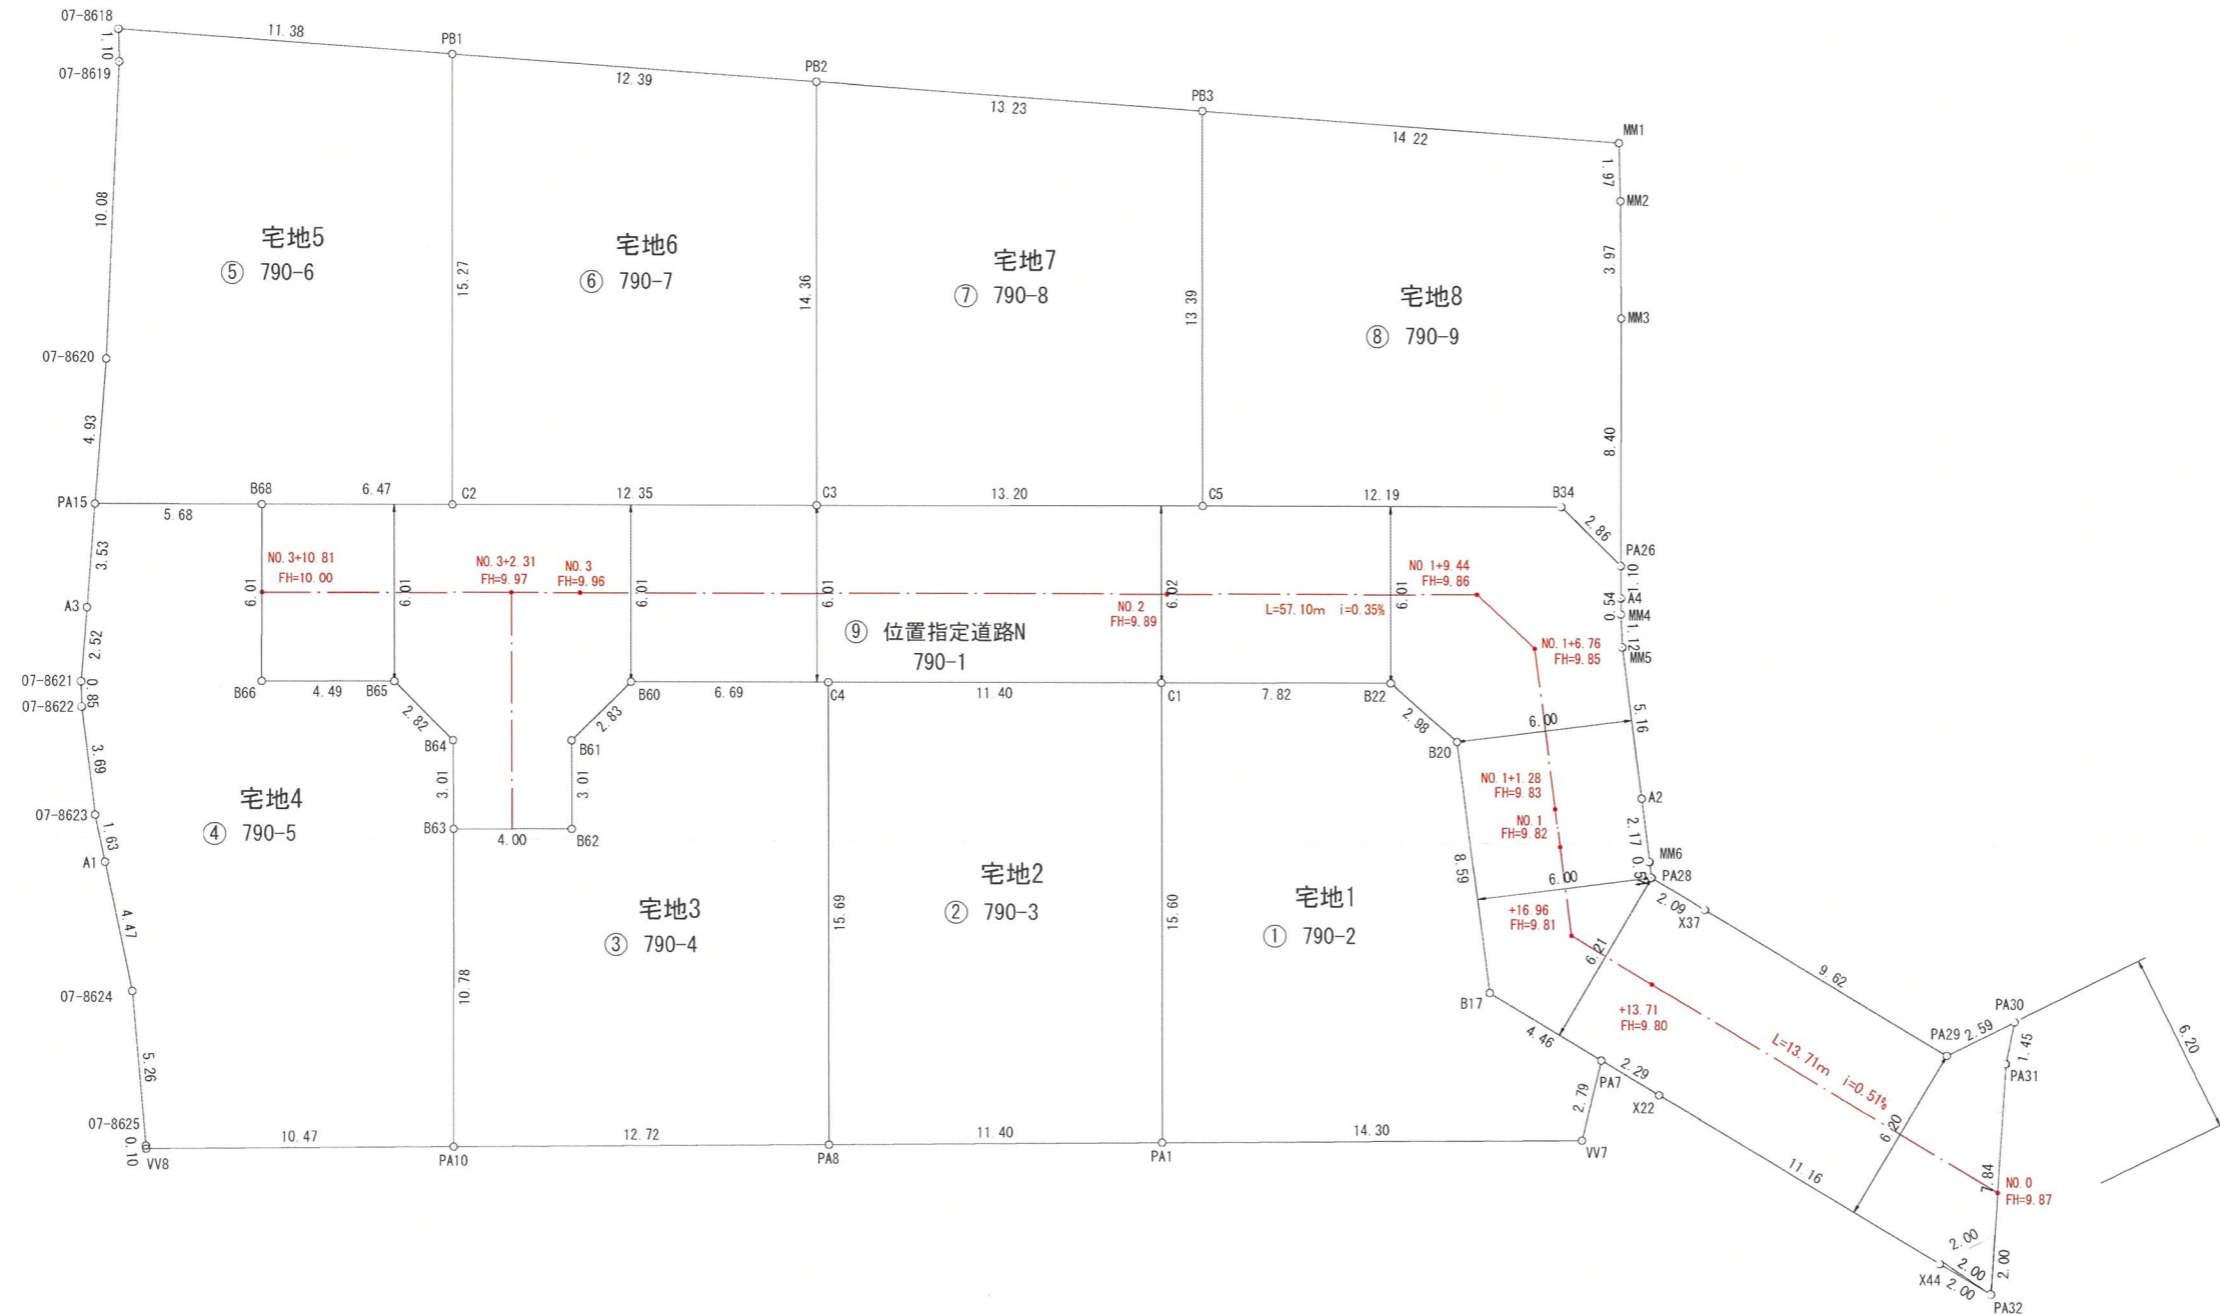 07-8618
11.38
PB1
1.10
07-8619
12.39
PB2
13.23
PB3
14.22
MM1
1.97
MM2
10.08
宅地5
⑤ 790-6
15.27
宅地6
⑥ 790-7
14.36
宅地7
⑦ 790-8
13.39
宅地8
⑧ 790-9
3.97
MM3
07-8620
4.93
8.40
PA15
5.68
B68
6.47
C2
12.35
C3
13.20
C5
12.19
B34
2.86
PA26
1.10
A4
0.54
MM4
1.12
MM5
3.53
A3
2.52
07-8621
0.85
07-8622
NO.3+10.81
FH=10.00
6.01
6.01
NO.3+2.31
FH=9.97
NO.3
FH=9.96
6.01
6.01
⑨ 位置指定道路N
790-1
NO.2
FH=9.89
6.02
L=57.10m i=0.35%
6.01
NO.1+9.44
FH=9.86
NO.1+6.76
FH=9.85
B66
4.49
B65
2.82
B64
3.01
B63
4.00
B62
3.01
B61
2.83
B60
6.69
C4
11.40
C1
7.82
B22
2.98
B20
6.00
5.16
A2
2.17
MM6
0.54
PA28
NO.1+1.28
FH=9.83
NO.1
FH=9.82
3.69
07-8623
1.63
A1
4.47
07-8624
5.26
07-8625
0.10
VV8
宅地4
④ 790-5
10.78
宅地3
③ 790-4
15.69
宅地2
② 790-3
15.60
宅地1
① 790-2
8.59
6.00
+16.96
FH=9.81
6.21
2.09
X37
9.62
B17
4.46
+13.71
FH=9.80
PA7
2.29
X22
2.79
VV7
L=13.71m i=0.51%
PA29
2.59
PA30
1.45
PA31
6.20
6.20
7.84
NO.0
FH=9.87
11.16
2.00
2.00
2.00
2.00
X44
PA32
10.47
PA10
12.72
PA8
11.40
PA1
14.30